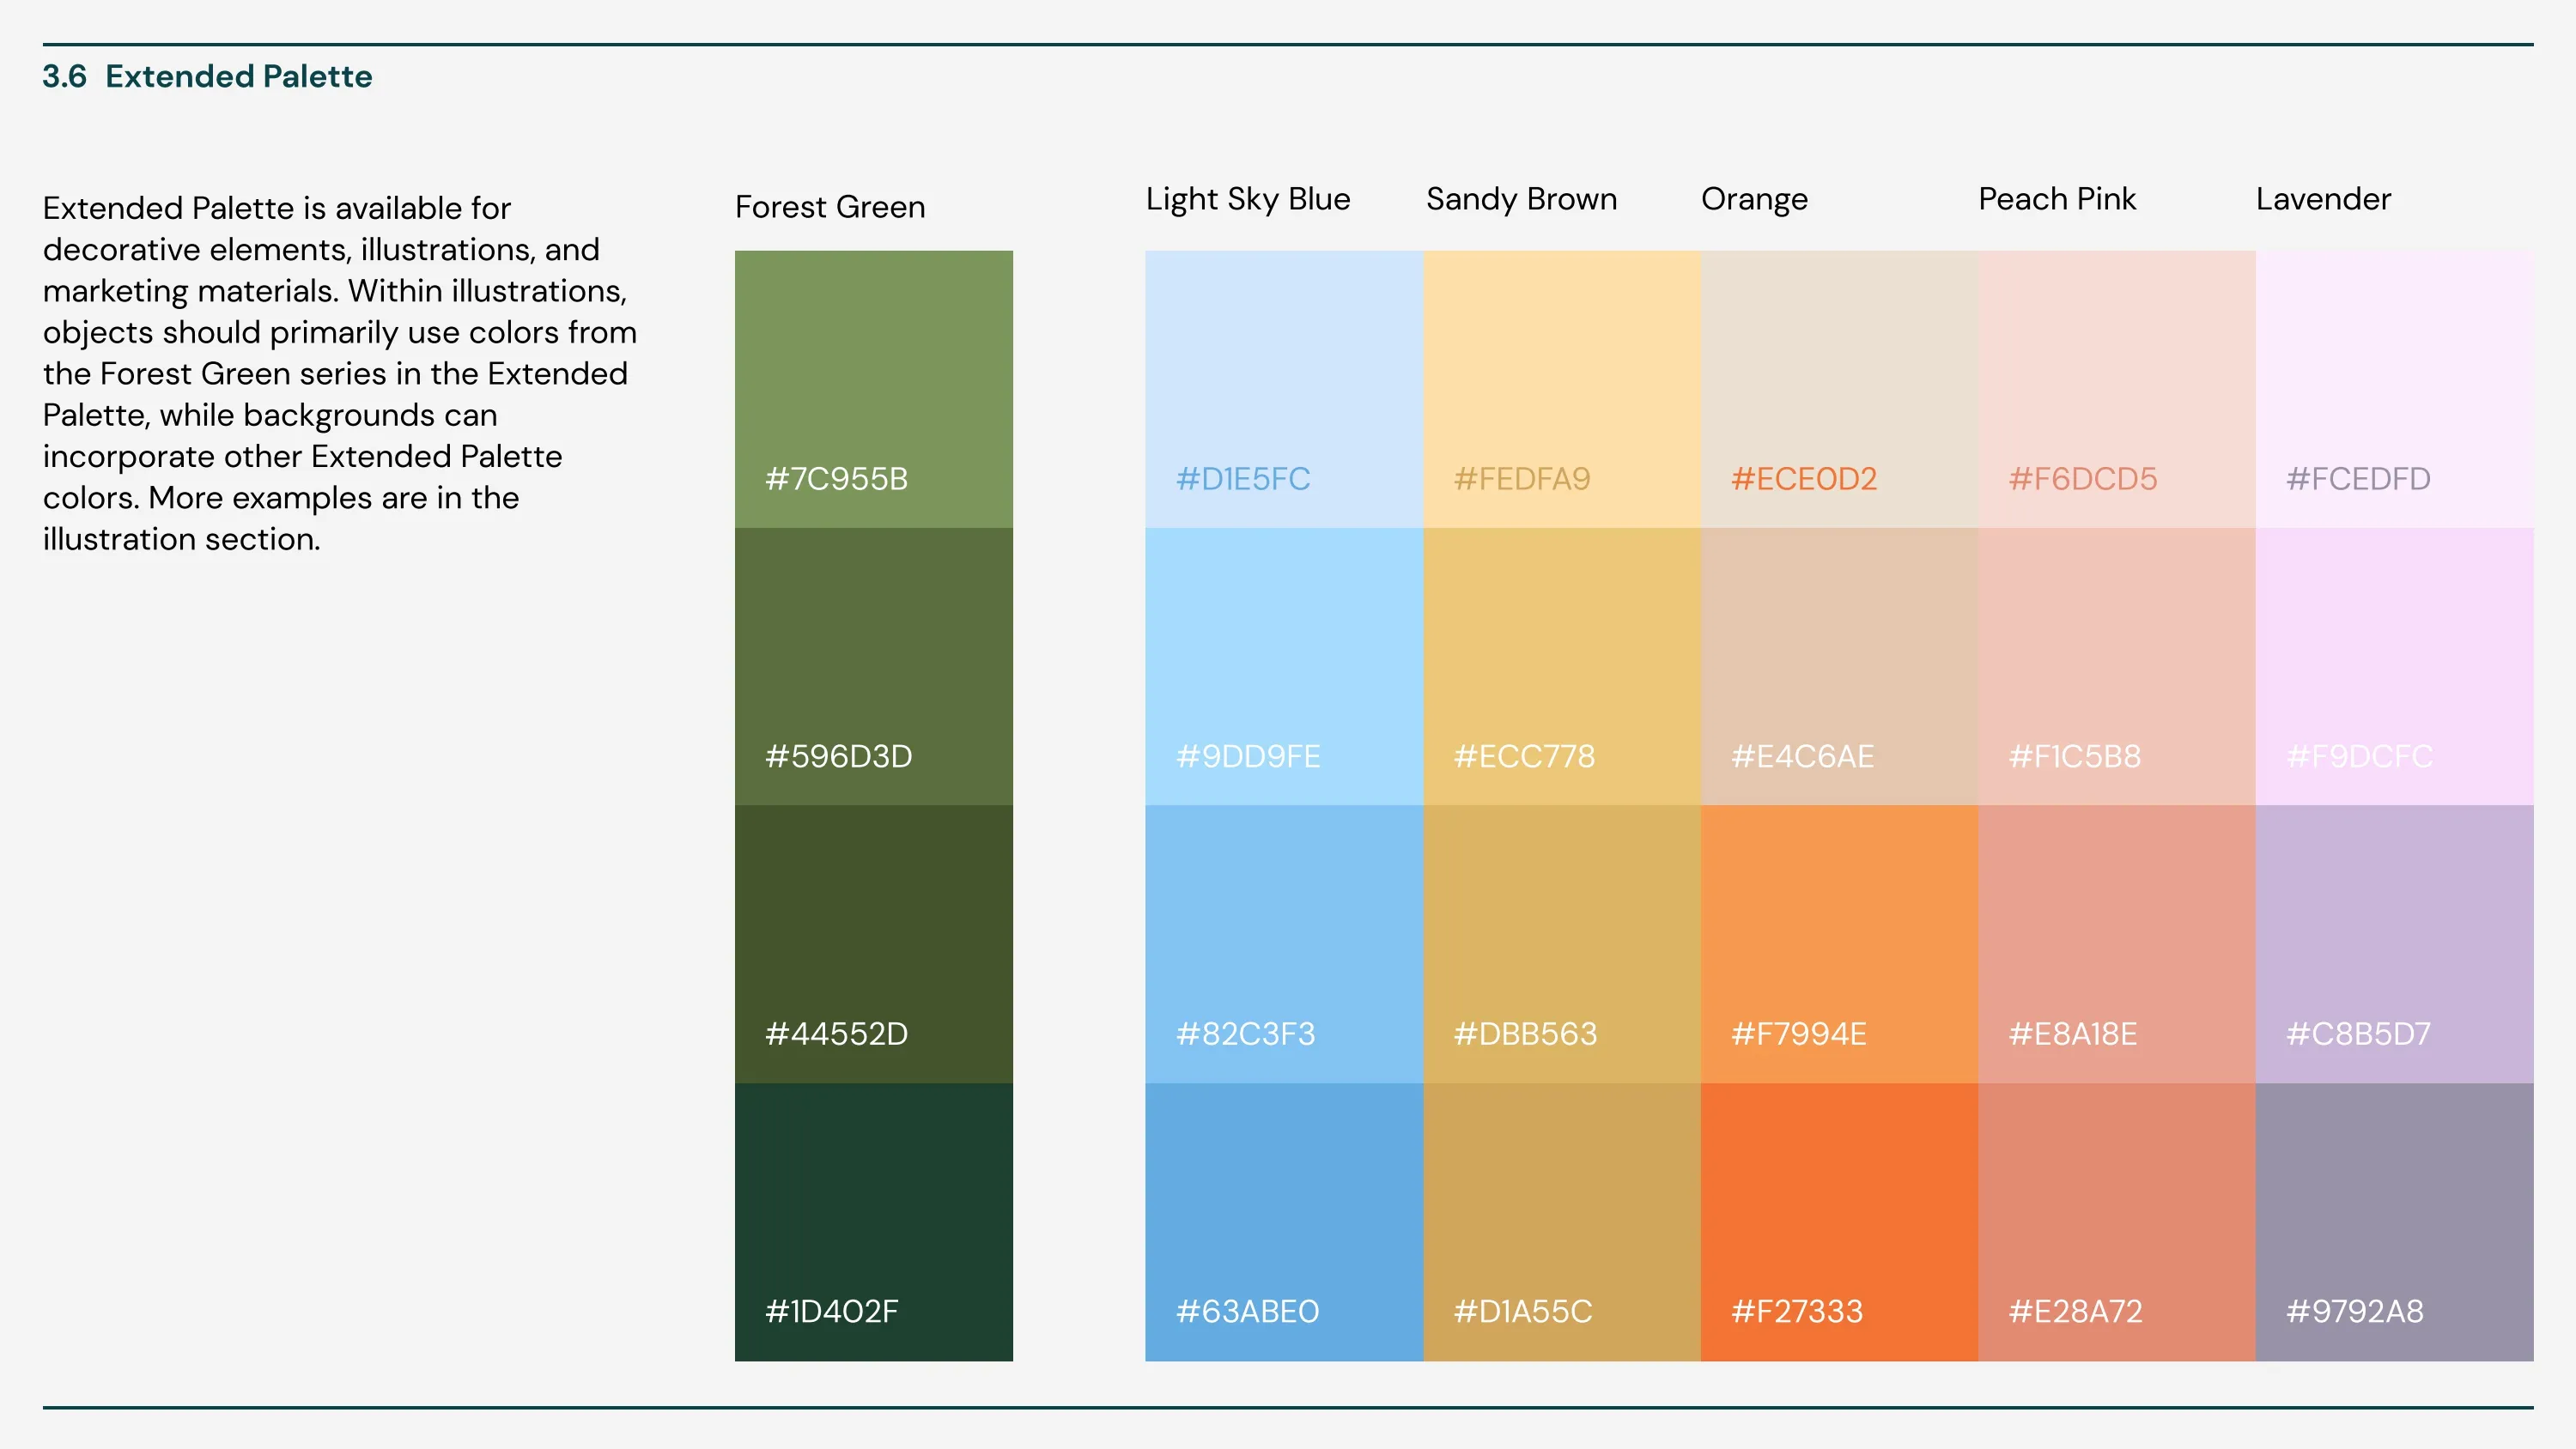 3.6 Extended Palette
Extended Palette is available for
decorative elements, illustrations, and
marketing materials. Within illustrations,
objects should primarily use colors from
the Forest Green series in the Extended
Palette, while backgrounds can
incorporate other Extended Palette
colors. More examples are in the
illustration section.
Forest Green
#7C955B
#596D3D
#44552D
#1D402F
Light Sky Blue
#D1E5FC
#9DD9FE
#82C3F3
#63ABE0
Sandy Brown
#FEDFA9
#ECC778
#DBB563
#D1A55C
Orange
#ECE0D2
#E4C6AE
#F7994E
#F27333
Peach Pink
#F6DCD5
#F1C5B8
#E8A18E
#E28A72
Lavender
#FCEDFD
#F9DCFC
#C8B5D7
#9792A8